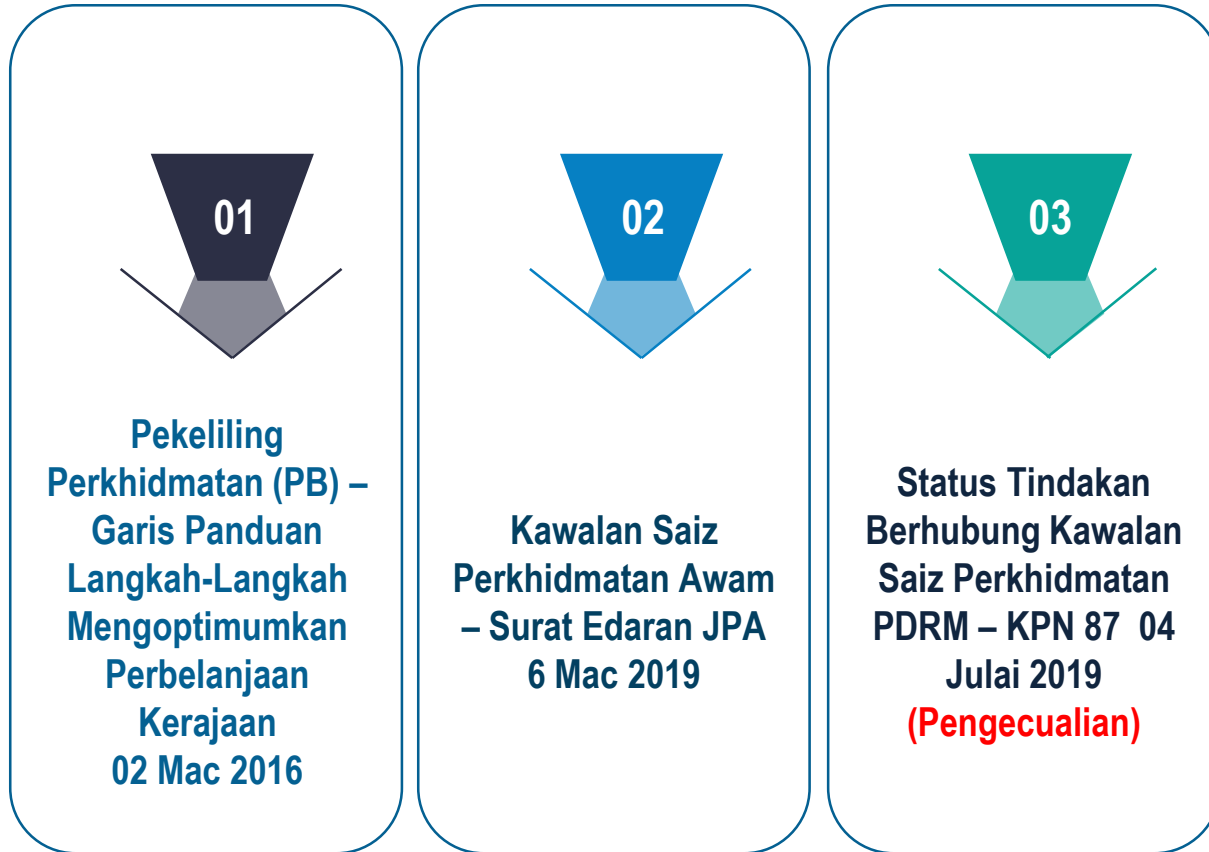 01
Pekeliling
Perkhidmatan (PB) –
Garis Panduan
Langkah-Langkah
Mengoptimumkan
Perbelanjaan
Kerajaan
02 Mac 2016
02
Kawalan Saiz
Perkhidmatan Awam
– Surat Edaran JPA
6 Mac 2019
03
Status Tindakan
Berhubung Kawalan
Saiz Perkhidmatan
PDRM – KPN 87  04
Julai 2019
(Pengecualian)